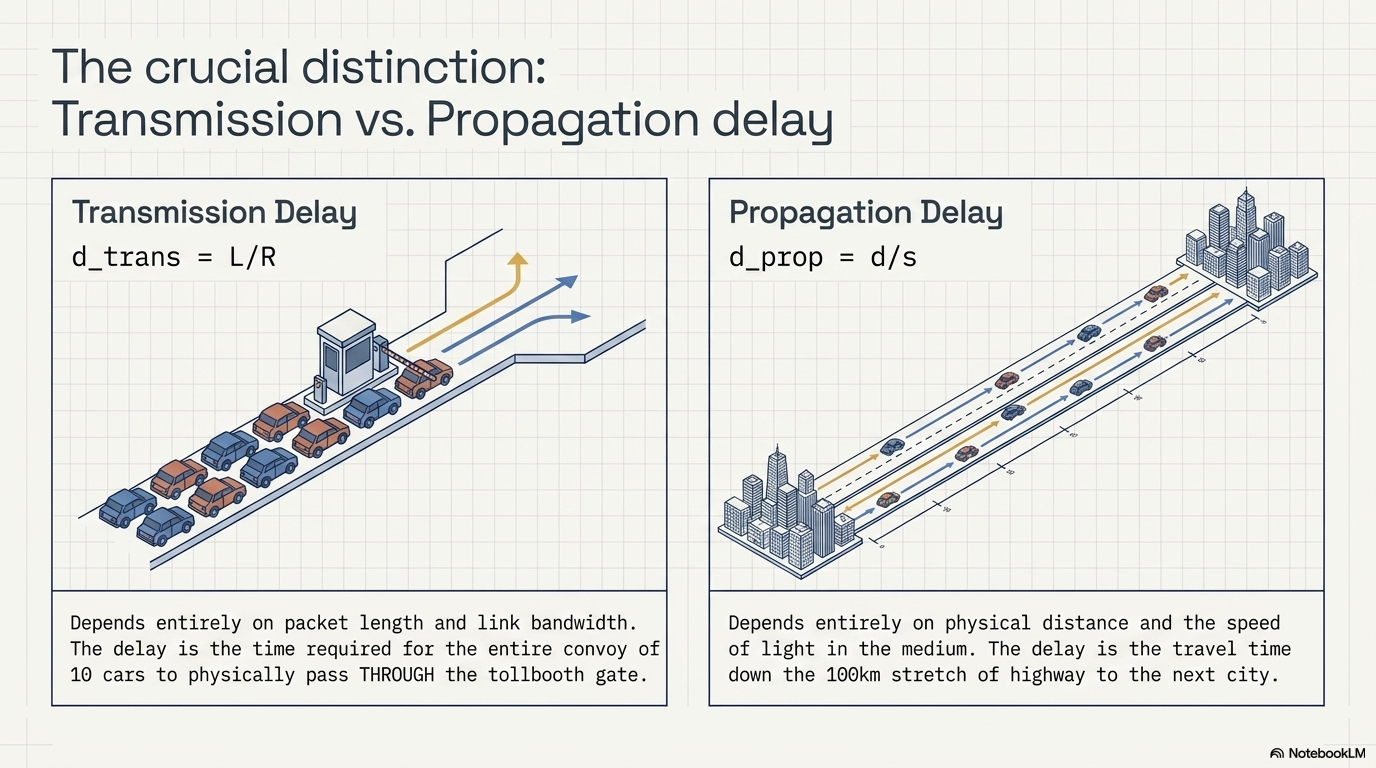 The crucial distinction:
Transmission vs. Propagation delay
Transmission Delay
d_trans = L/R
Depends entirely on packet length and link bandwidth.
The delay is the time required for the entire convoy of
10 cars to physically pass THROUGH the tollbooth gate.
Propagation Delay
d_prop = d/s
Depends entirely on physical distance and the speed
of light in the medium. The delay is the travel time
down the 100km stretch of highway to the next city.
NotebookLM